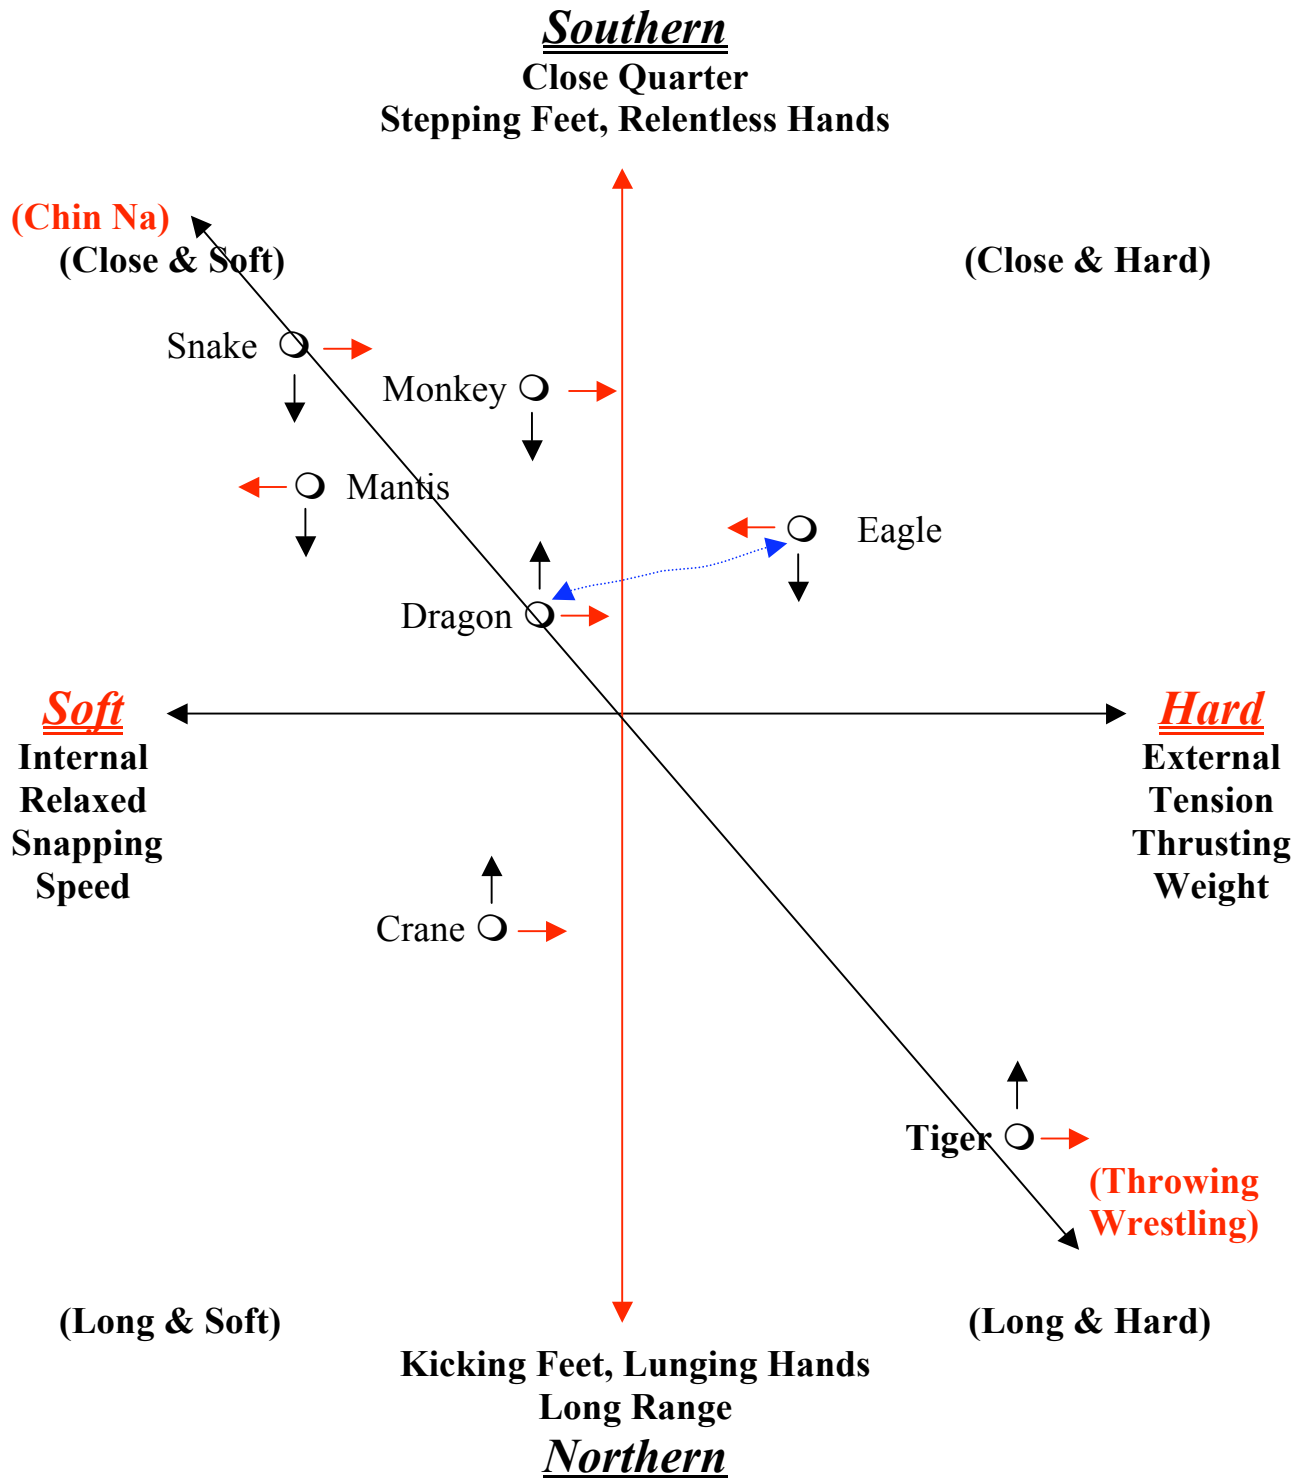 Southern
Close Quarter
Stepping Feet, Relentless Hands
(Chin Na)
(Close & Soft)
(Close & Hard)
Snake
Monkey
Mantis
Eagle
Dragon
Soft
Internal
Relaxed
Snapping
Speed
Hard
External
Tension
Thrusting
Weight
Crane
Tiger
(Throwing
Wrestling)
(Long & Soft)
(Long & Hard)
Kicking Feet, Lunging Hands
Long Range
Northern